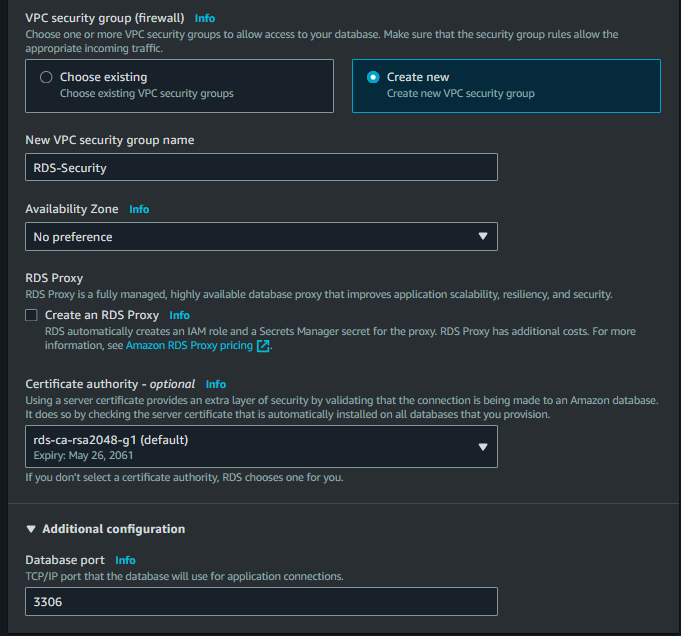 VPC security group (firewall) Info
Choose one or more VPC security groups to allow access to your database. Make sure that the security group rules allow the
appropriate incoming traffic.
Choose existing
Choose existing VPC security groups
Create new
Create new VPC security group
New VPC security group name
RDS-Security
Availability Zone Info
No preference
RDS Proxy
RDS Proxy is a fully managed, highly available database proxy that improves application scalability, resiliency, and security.
Create an RDS Proxy Info
RDS automatically creates an IAM role and a Secrets Manager secret for the proxy. RDS Proxy has additional costs. For more
information, see Amazon RDS Proxy pricing.
Certificate authority - optional Info
Using a server certificate provides an extra layer of security by validating that the connection is being made to an Amazon database.
It does so by checking the server certificate that is automatically installed on all databases that you provision.
rds-ca-rsa2048-g1 (default)
Expiry: May 26, 2061
If you don't select a certificate authority, RDS chooses one for you.
Additional configuration
Database port Info
TCP/IP port that the database will use for application connections.
3306